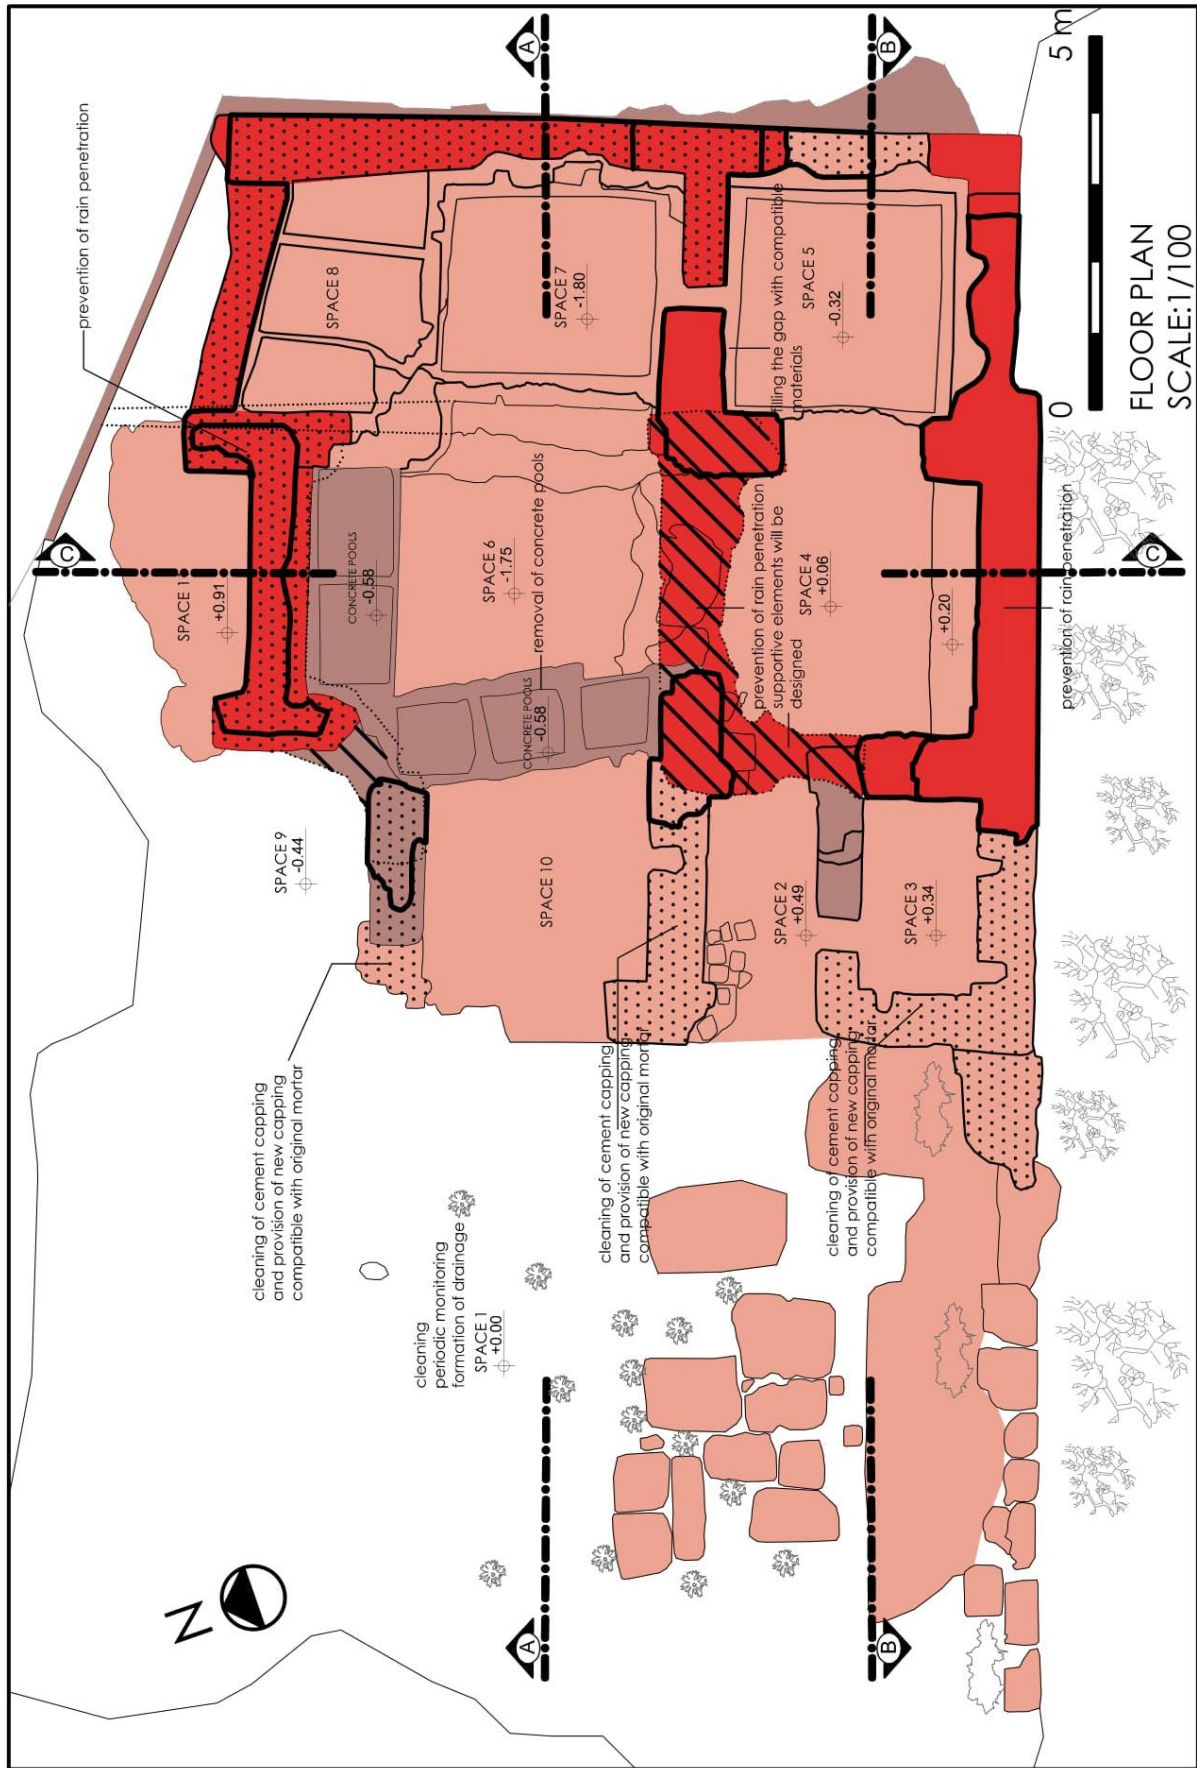 prevention of rain penetration
A
B
C
SPACE 1
+0.91
SPACE 8
SPACE 7
-1.80
SPACE 5
-0.32
filling the gap with compatible
materials
5 m
0
FLOOR PLAN
SCALE:1/100
CONCRETE POOLS
-0.58
SPACE 6
-1.75
removal of concrete pools
CONCRETE POOLS
-0.58
prevention of rain penetration
supportive elements will be
designed
SPACE 4
+0.06
+0.20
prevention of rain penetration
C
SPACE 9
-0.44
SPACE 10
SPACE 2
+0.49
SPACE 3
+0.34
cleaning of cement capping
and provision of new capping
compatible with original mortar
cleaning of cement capping
and provision of new capping
compatible with original mortar
cleaning of cement capping
and provision of new capping
compatible with original mortar
cleaning
periodic monitoring
formation of drainage
SPACE 1
+0.00
N
A
B